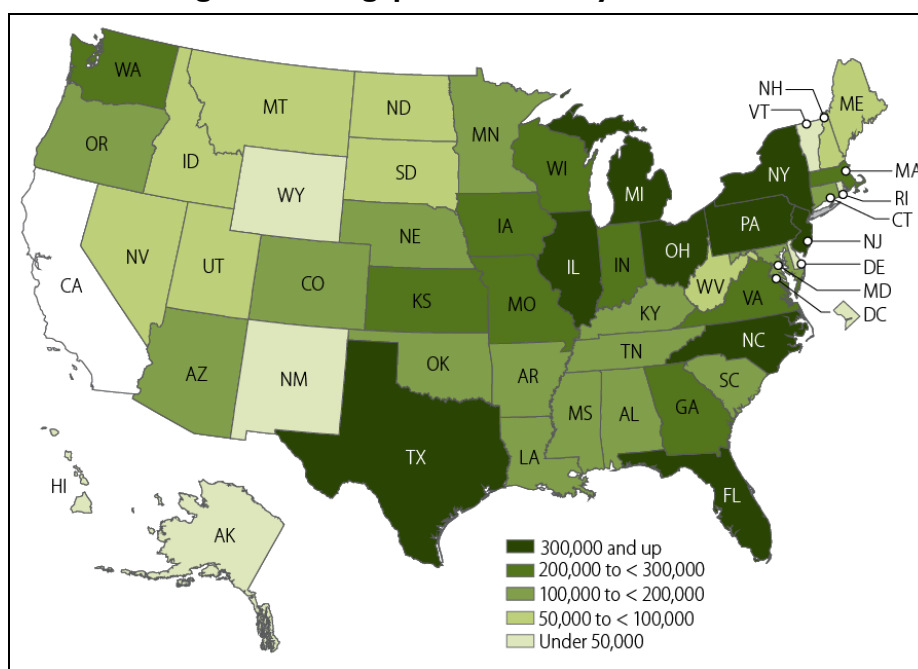 WA
MT
ND
MN
NH
VT
ME
OR
ID
SD
WI
MI
NY
MA
WY
RI
CT
IA
PA
NE
NJ
NV
UT
IL
IN
OH
DE
CA
CO
WV
MD
KS
MO
VA
DC
KY
NC
TN
AZ
NM
OK
AR
SC
MS
AL
GA
TX
LA
HI
FL
AK
300,000 and up
200,000 to < 300,000
100,000 to < 200,000
50,000 to < 100,000
Under 50,000